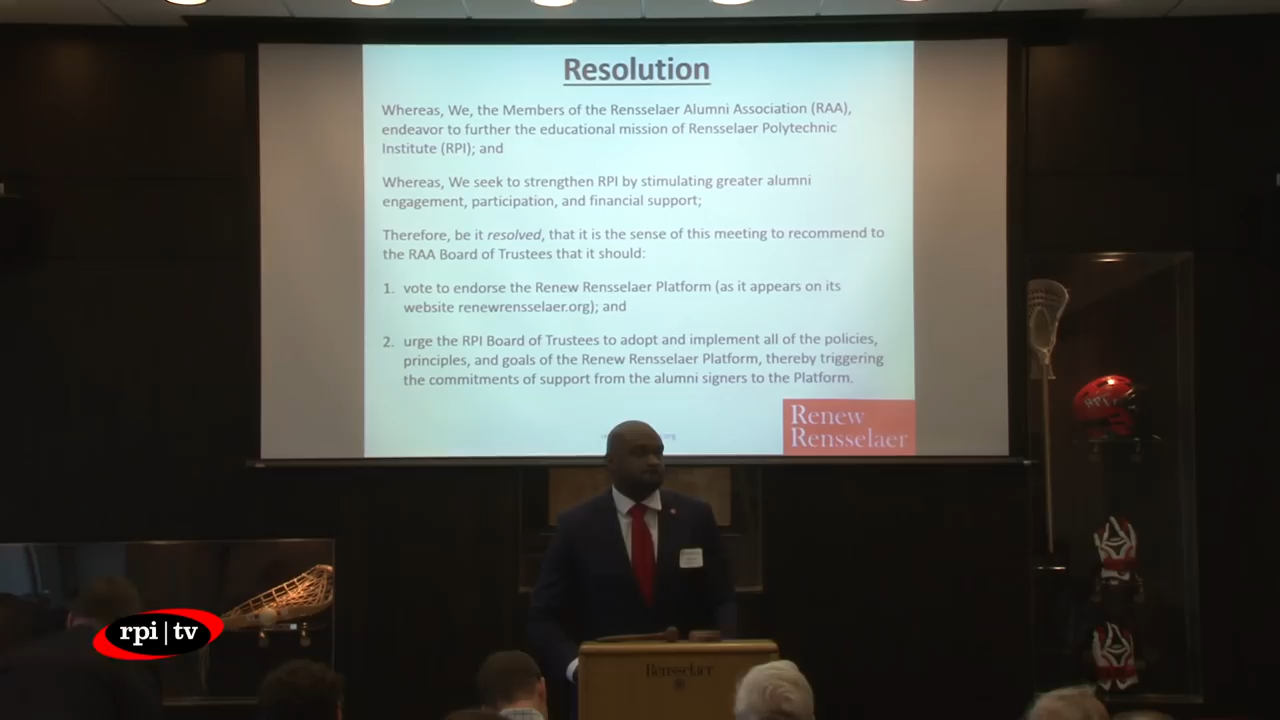 Resolution
Whereas, We, the Members of the Rensselaer Alumni Association (RAA),
endeavor to further the educational mission of Rensselaer Polytechnic
Institute (RPI); and
Whereas, We seek to strengthen RPI by stimulating greater alumni
engagement, participation, and financial support;
Therefore, be it resolved, that it is the sense of this meeting to recommend to
the RAA Board of Trustees that it should:
1. vote to endorse the Renew Rensselaer Platform (as it appears on its
website renewrensselaer.org); and
2. urge the RPI Board of Trustees to adopt and implement all of the policies,
principles, and goals of the Renew Rensselaer Platform, thereby triggering
the commitments of support from the alumni signers to the Platform.
Renew
Rensselaer
RPI
rpi|tv
Rensselaer